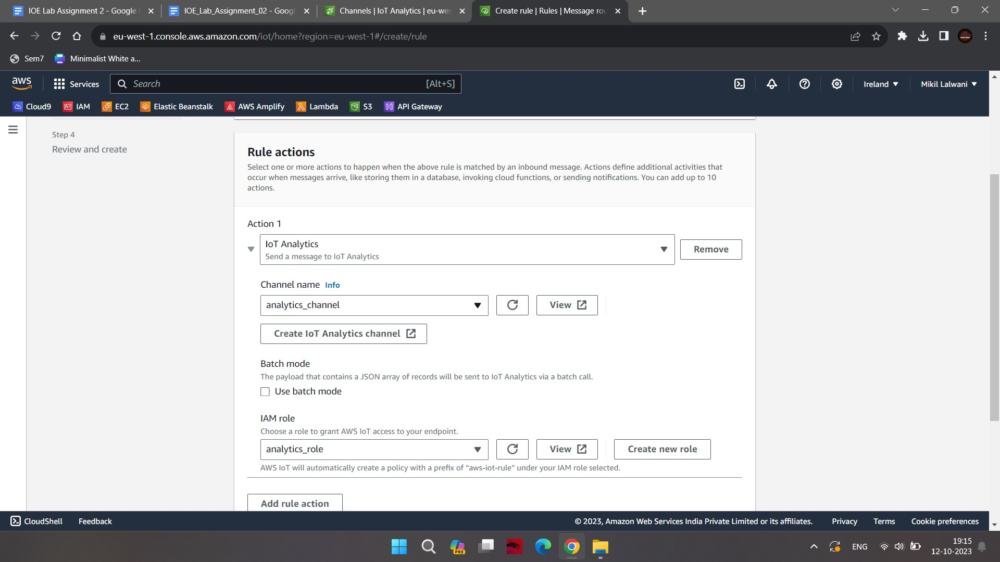 IOE Lab Assignment 2 - Google
IOE_Lab_Assignment_02 - Goog
Channels | IoT Analytics | eu-wes
Create rule | Rules | Message rou
eu-west-1.console.aws.amazon.com/iot/home?region=eu-west-1#/create/rule
Sem7
Minimalist White a...
aws
Services
Search
[Alt+S]
Ireland
Mikil Lalwani
Cloud9
IAM
EC2
Elastic Beanstalk
AWS Amplify
Lambda
S3
API Gateway
Step 4
Review and create
Rule actions
Select one or more actions to happen when the above rule is matched by an inbound message. Actions define additional activities that
occur when messages arrive, like storing them in a database, invoking cloud functions, or sending notifications. You can add up to 10
actions.
Action 1
IoT Analytics
Send a message to IoT Analytics
Remove
Channel name Info
analytics_channel
View
Create IoT Analytics channel
Batch mode
The payload that contains a JSON array of records will be sent to IoT Analytics via a batch call.
Use batch mode
IAM role
Choose a role to grant AWS IoT access to your endpoint.
analytics_role
View
Create new role
AWS IoT will automatically create a policy with a prefix of “aws-iot-rule” under your IAM role selected.
Add rule action
CloudShell
Feedback
© 2023, Amazon Web Services India Private Limited or its affiliates.
Privacy
Terms
Cookie preferences
PRE
ENG
19:15
12-10-2023